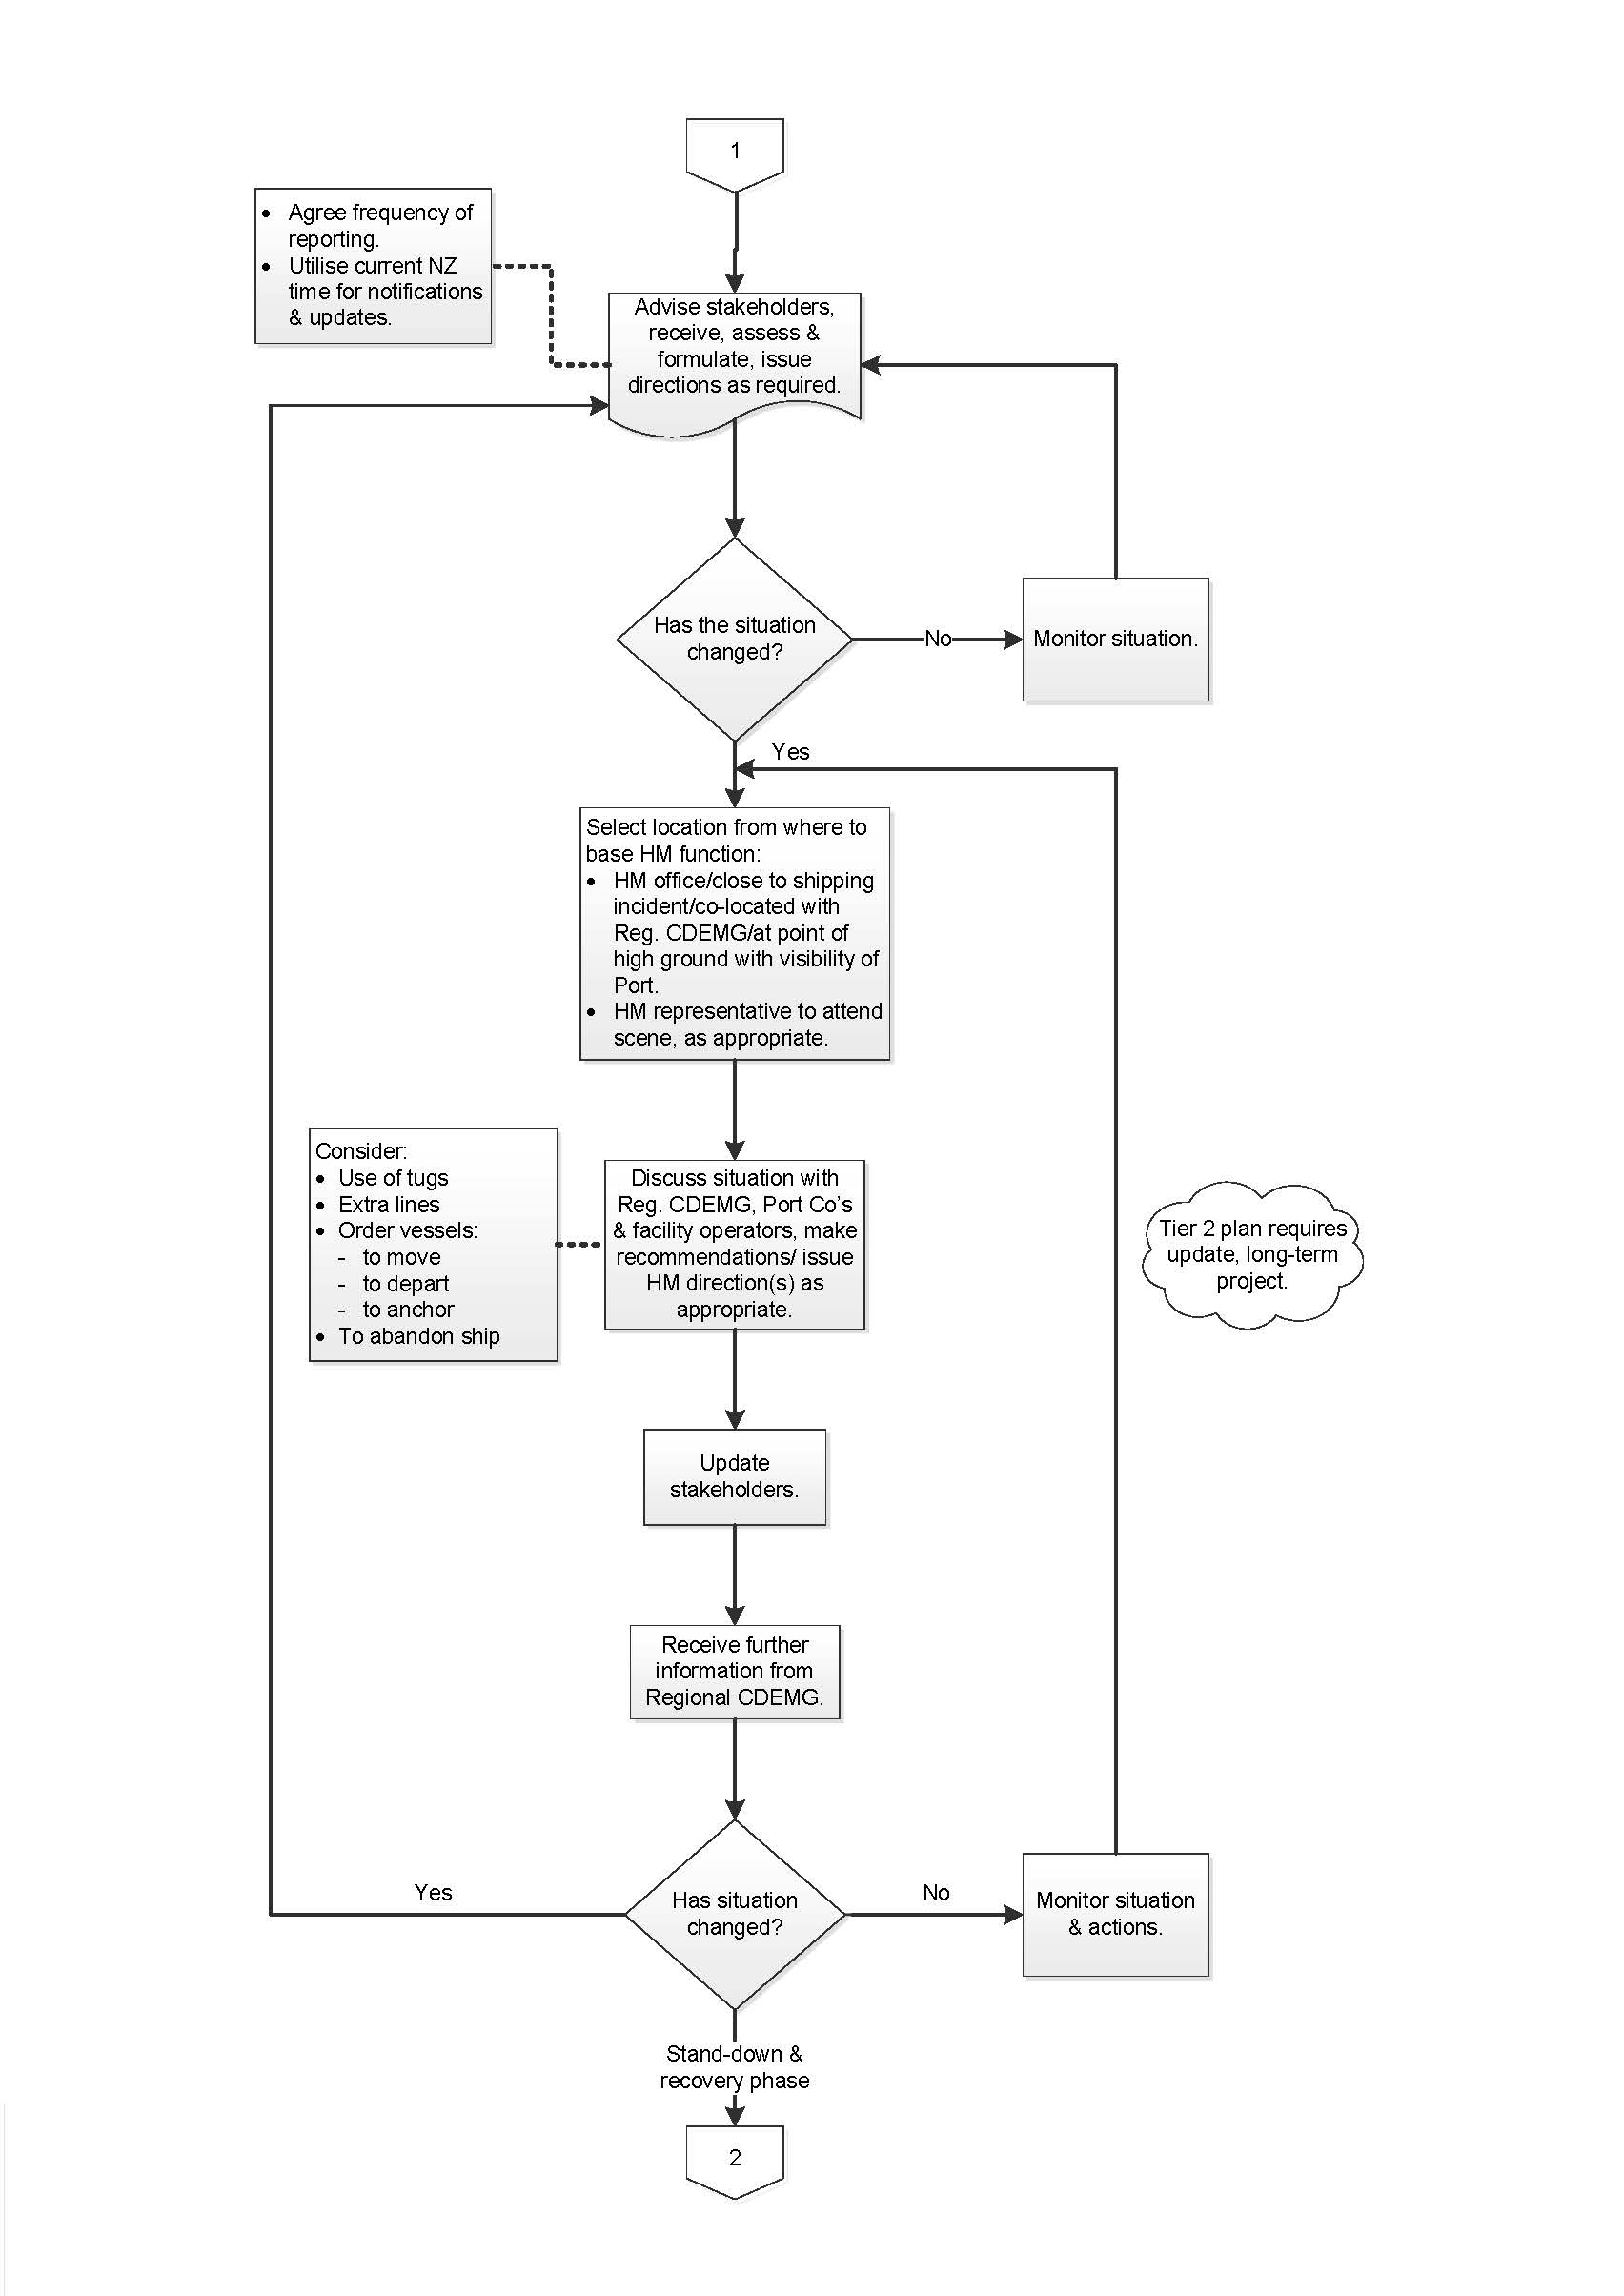 1
• Agree frequency of
reporting.
• Utilise current NZ
time for notifications
& updates.
Advise stakeholders,
receive, assess &
formulate, issue
directions as required.
Has the situation
changed?
No
Monitor situation.
Yes
Select location from where to
base HM function:
• HM office/close to shipping
incident/co-located with
Reg. CDEMG/at point of
high ground with visibility of
Port.
• HM representative to attend
scene, as appropriate.
Consider:
• Use of tugs
• Extra lines
• Order vessels:
- to move
- to depart
- to anchor
• To abandon ship
Discuss situation with
Reg. CDEMG, Port Co’s
& facility operators, make
recommendations/ issue
HM direction(s) as
appropriate.
Tier 2 plan requires
update, long-term
project.
Update
stakeholders.
Receive further
information from
Regional CDEMG.
Yes
Has situation
changed?
No
Monitor situation
& actions.
Stand-down &
recovery phase
2